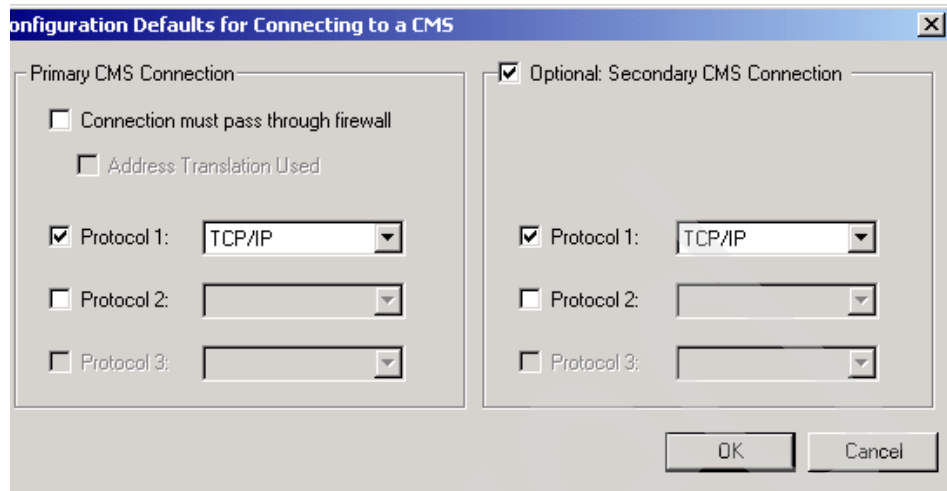 onfiguration Defaults for Connecting to a CMS
Primary CMS Connection
Connection must pass through firewall
Address Translation Used
Protocol 1: TCP/IP
Protocol 2:
Protocol 3:
Optional: Secondary CMS Connection
Protocol 1: TCP/IP
Protocol 2:
Protocol 3:
OK
Cancel